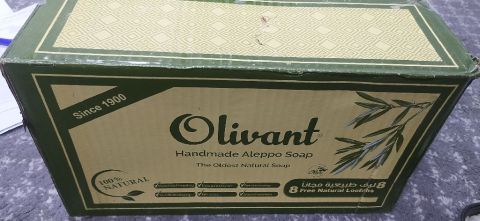 Since 1900
Olivant
Handmade Aleppo Soap
The Oldest Natural Soap
100%
NATURAL
8 ليف طبيعية مجانا 8
Free Natural Loofahs